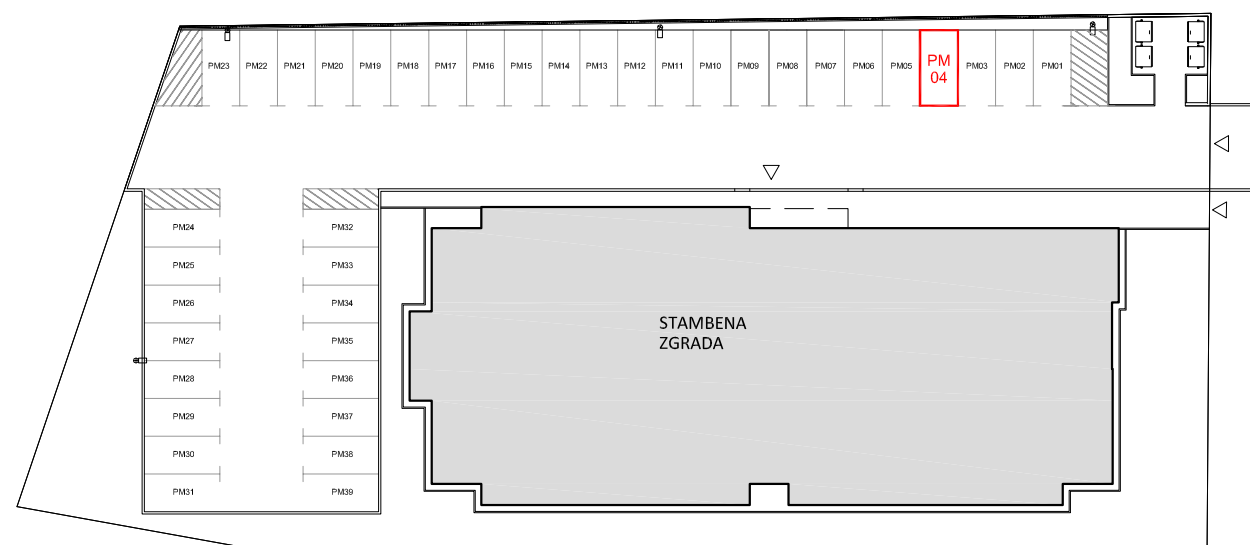 PM23 PM22 PM21 PM20 PM19 PM18 PM17 PM16 PM15 PM14 PM13 PM12 PM11 PM10 PM09 PM08 PM07 PM06 PM05 PM PM03 PM02 PM01
04
PM24 PM32
PM25 PM33
PM26 PM34
PM27 PM35
PM28 PM36
PM29 PM37
PM30 PM38
PM31 PM39
STAMBENA
ZGRADA